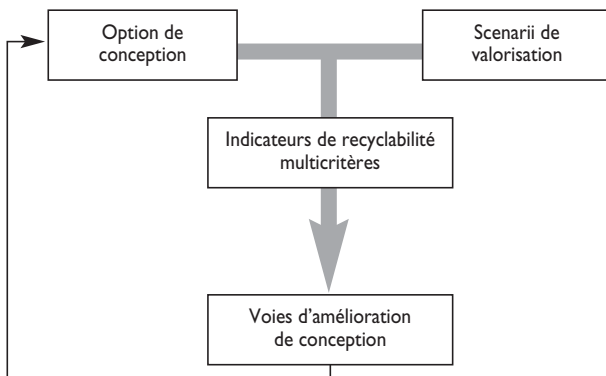 Option de
conception
Scenarii de
valorisation
Indicateurs de recyclabilité
multicritères
Voies d’amélioration
de conception